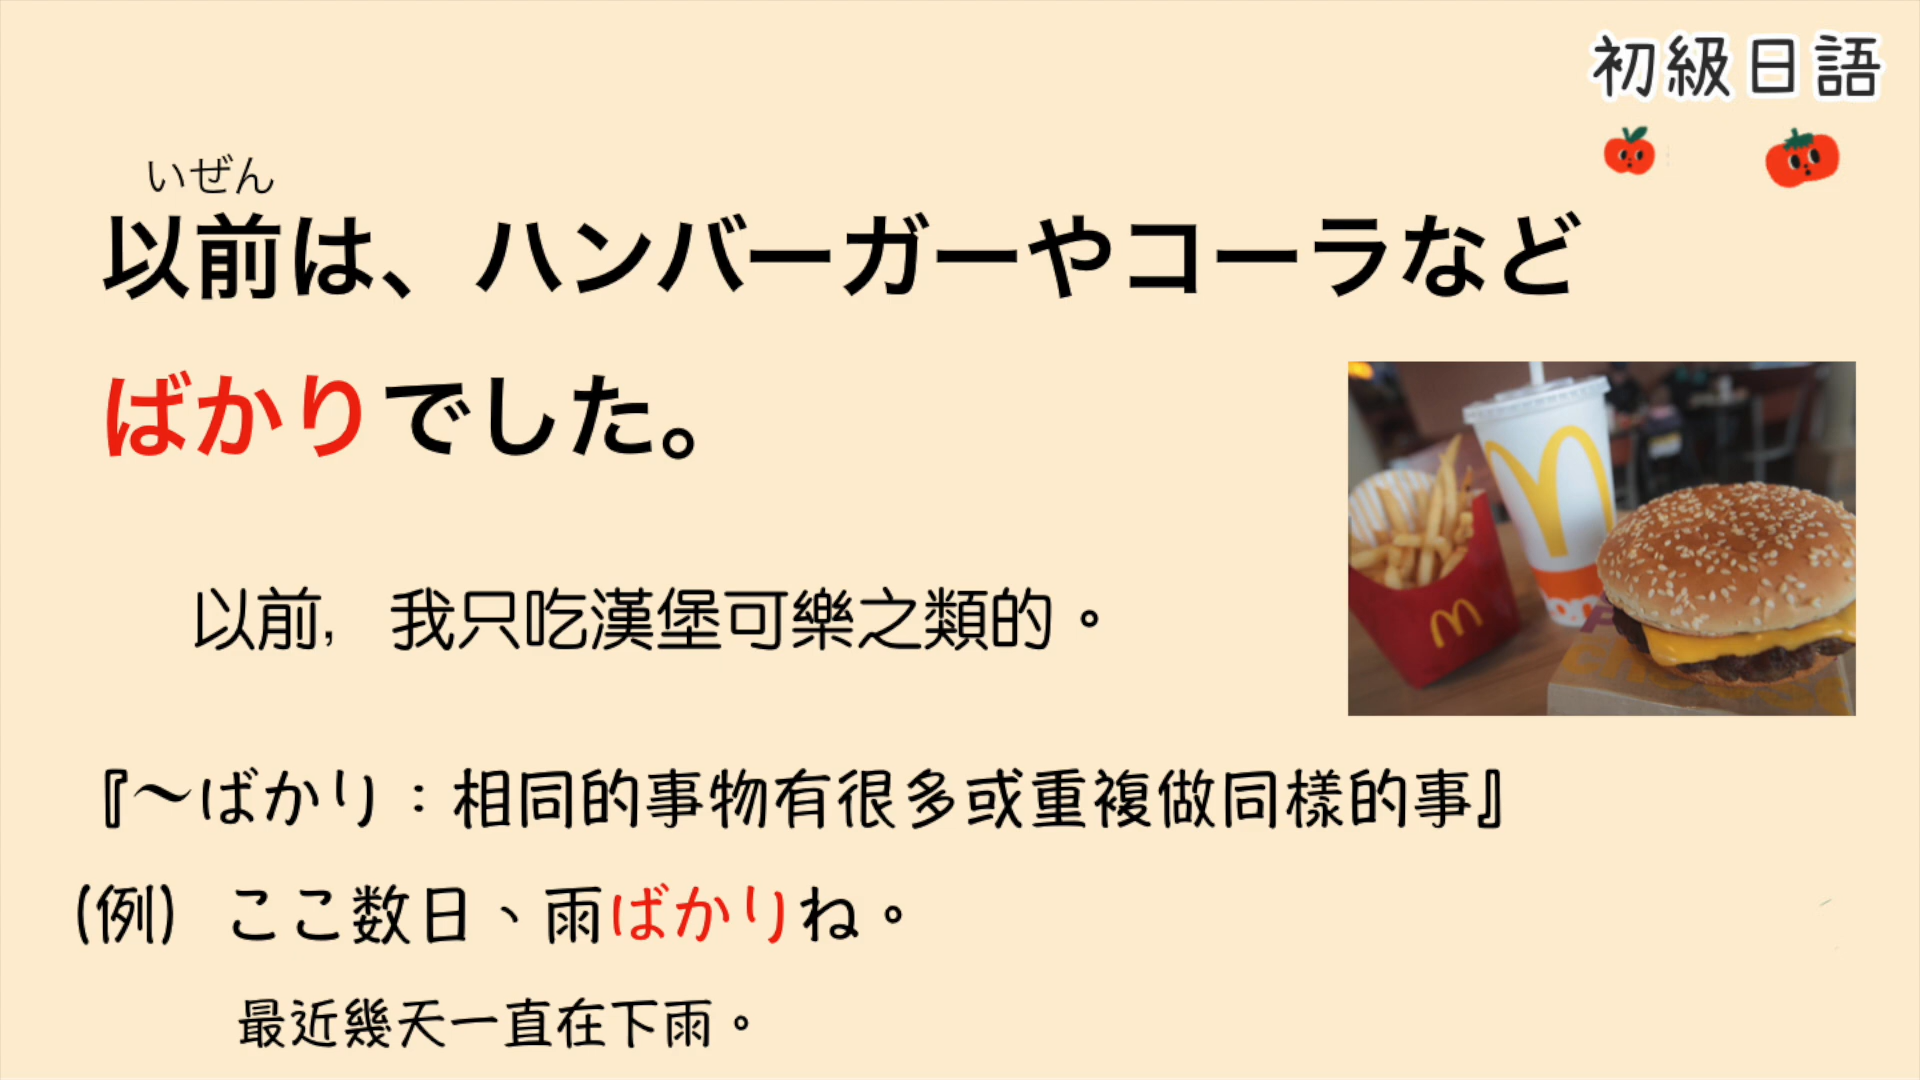 初級日語
いぜん
以前は、ハンバーガーやコーラなど
ばかりでした。
以前, 我只吃漢堡可樂之類的。
『～ばかり：相同的事物有很多或重複做同樣的事』
(例) ここ数日、雨ばかりね。
最近幾天一直在下雨。